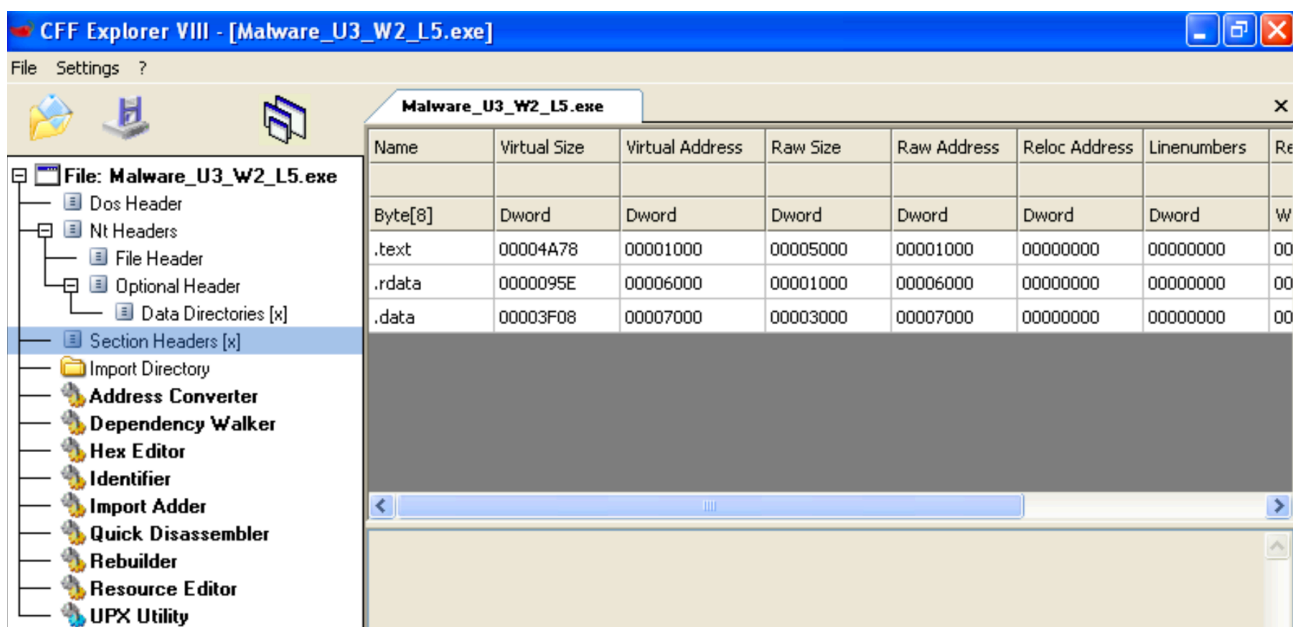 CFF Explorer VIII - [Malware_U3_W2_L5.exe]
File Settings ?
Malware_U3_W2_L5.exe
File: Malware_U3_W2_L5.exe
Dos Header
Nt Headers
File Header
Optional Header
Data Directories [x]
Section Headers [x]
Import Directory
Address Converter
Dependency Walker
Hex Editor
Identifier
Import Adder
Quick Disassembler
Rebuilder
Resource Editor
UPX Utility
Name Virtual Size Virtual Address Raw Size Raw Address Reloc Address Linenumbers Re
Byte[8] Dword Dword Dword Dword Dword Dword W
.text 00004A78 00001000 00005000 00001000 00000000 00000000 00
.rdata 0000095E 00006000 00001000 00006000 00000000 00000000 00
.data 00003F08 00007000 00003000 00007000 00000000 00000000 00